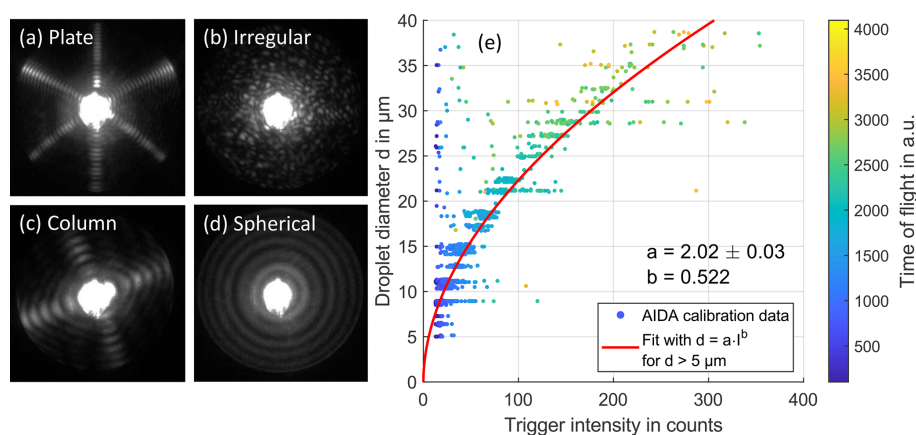 (a) Plate
(b) Irregular
(c) Column
(d) Spherical
(e)
Droplet diameter d in µm
40
35
30
25
20
15
10
5
0
0 100 200 300 400
Trigger intensity in counts
a = 2.02 ± 0.03
b = 0.522
AIDA calibration data
Fit with d = a·I^b
for d > 5 µm
4000
3500
3000
2500
2000
1500
1000
500
Time of flight in a.u.